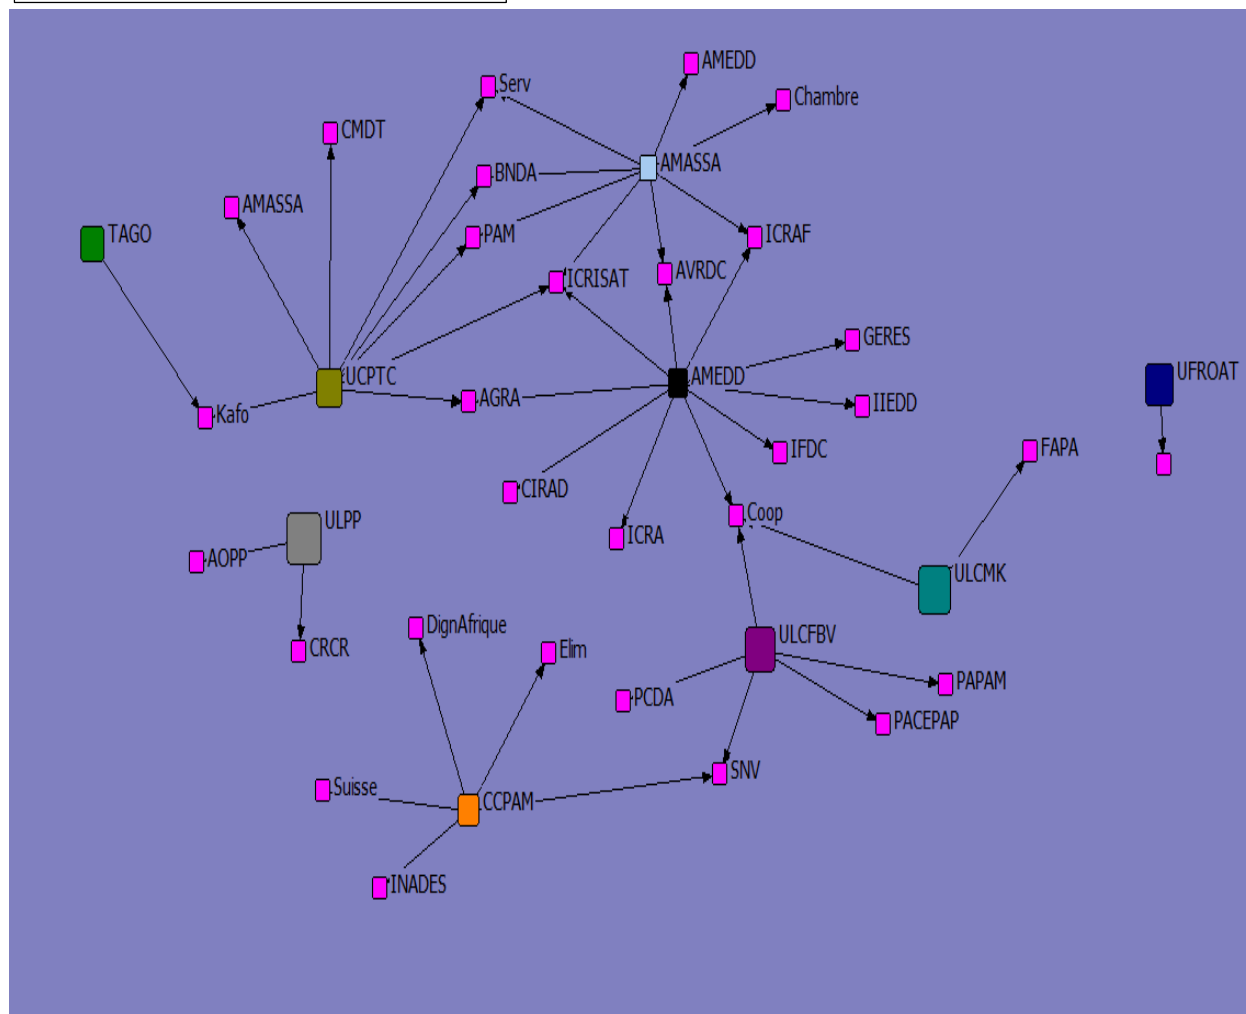 AMEDD
Serv
Chambre
CMDT
AMASSA
BNDA
AMASSA
TAGO
PAM
ICRAF
ICRISAT
AVRDC
GERES
UCPTC
AMEDD
UFROAT
AGRA
IIEDD
Kafo
IFDC
FAPA
CIRAD
Coop
ULPP
ICRA
AOPP
ULCMK
DignAfrique
ULCFBV
CRCR
Elim
PAPAM
PCDA
PACEPAP
SNV
Suisse
CCPAM
INADES